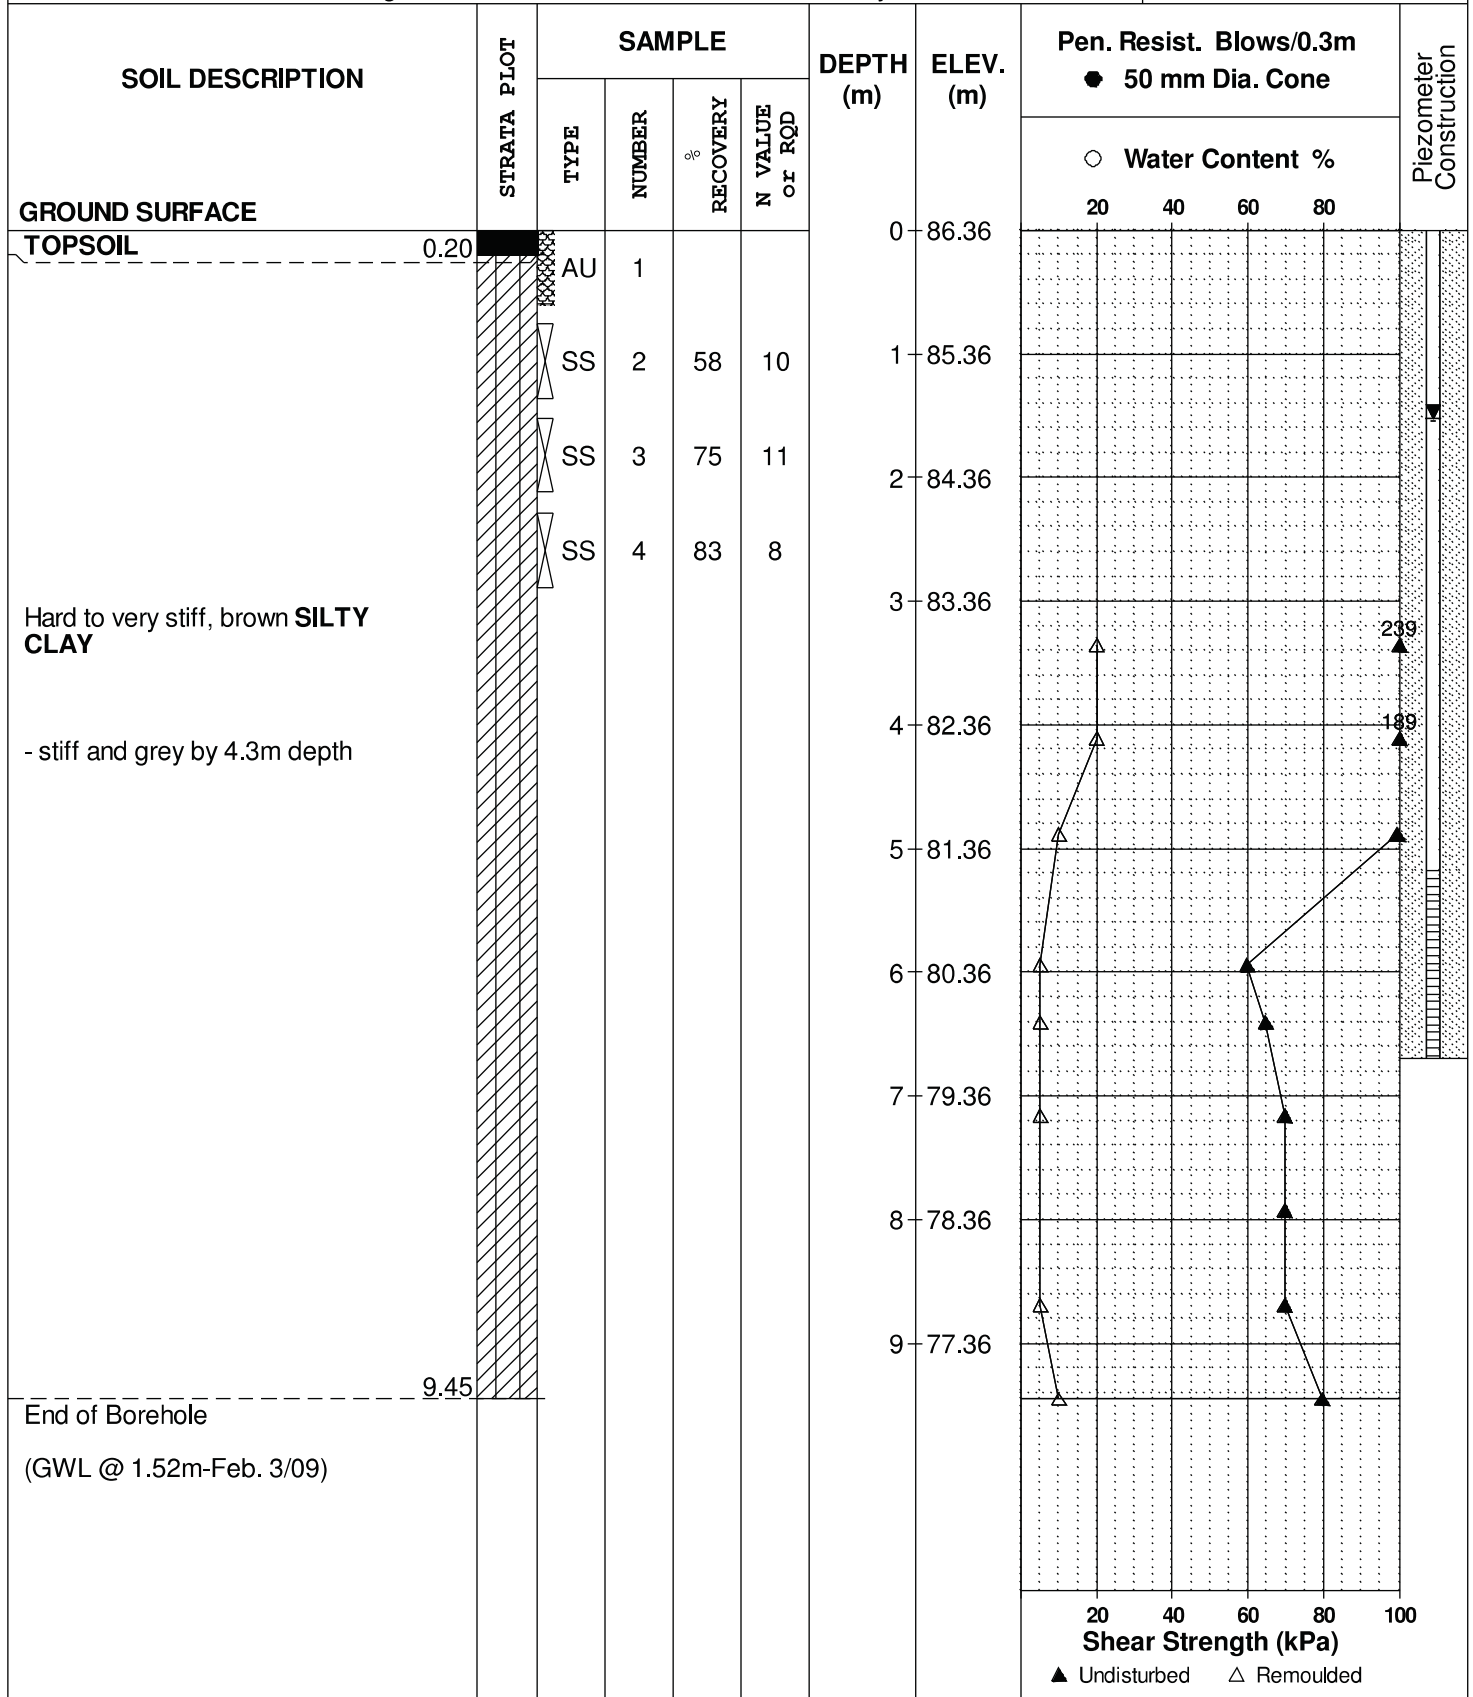 SOIL DESCRIPTION
GROUND SURFACE
STRATA PLOT
SAMPLE
TYPE
NUMBER
% RECOVERY
N VALUE or RQD
DEPTH (m)
ELEV. (m)
Pen. Resist. Blows/0.3m
● 50 mm Dia. Cone
○ Water Content %
20 40 60 80
Piezometer Construction
TOPSOIL 0.20
0 86.36
AU 1
SS 2 58 10
1 85.36
SS 3 75 11
2 84.36
SS 4 83 8
3 83.36
Hard to very stiff, brown SILTY
CLAY
239
4 82.36
189
- stiff and grey by 4.3m depth
5 81.36
6 80.36
7 79.36
8 78.36
9 77.36
9.45
End of Borehole
(GWL @ 1.52m-Feb. 3/09)
20 40 60 80 100
Shear Strength (kPa)
▲ Undisturbed △ Remoulded